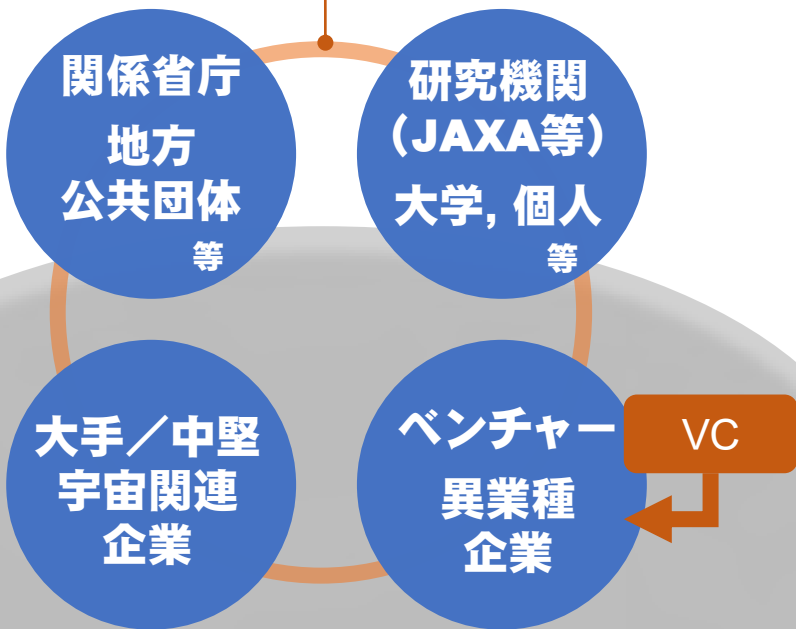 関係省庁
地方
公共団体
等
研究機関
（JAXA等）
大学, 個人
等
大手／中堅
宇宙関連
企業
ベンチャー
異業種
企業
VC